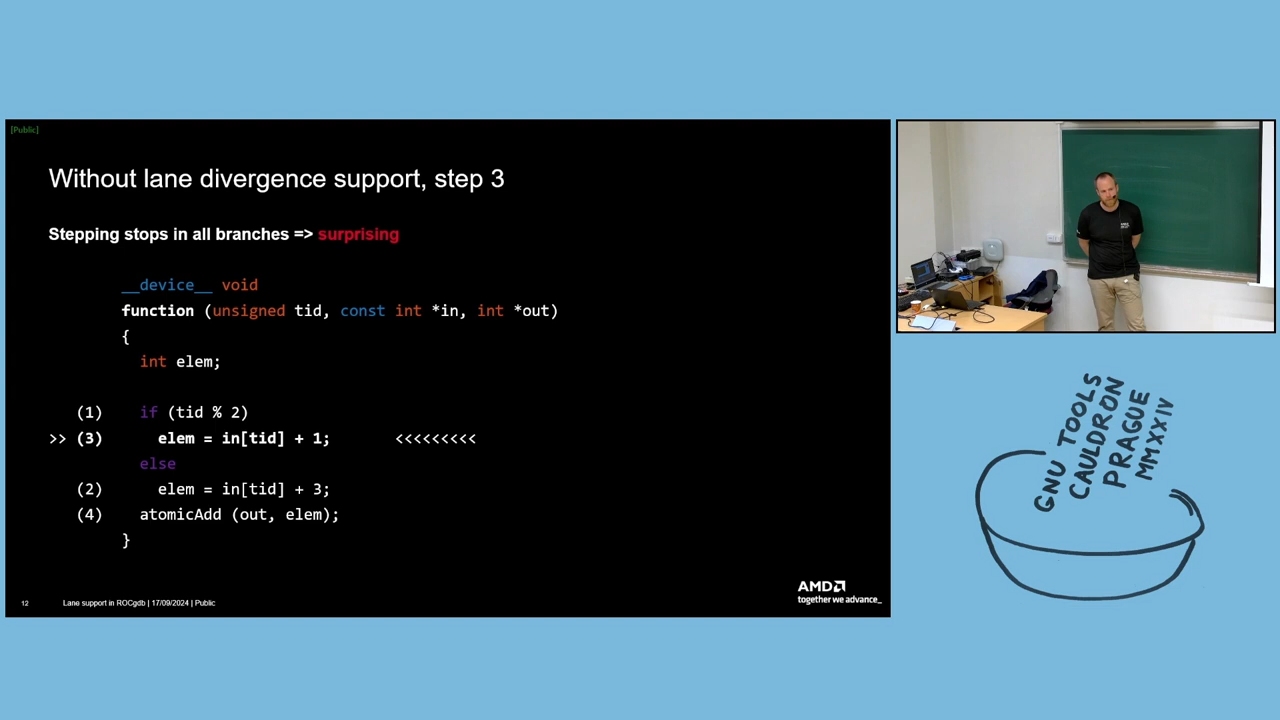 [Public]
Without lane divergence support, step 3
Stepping stops in all branches => surprising
__device__ void
function (unsigned tid, const int *in, int *out)
{
int elem;
(1) if (tid % 2)
>> (3) elem = in[tid] + 1; <<<<<<<<<
else
(2) elem = in[tid] + 3;
(4) atomicAdd (out, elem);
}
12 Lane support in ROCgdb | 17/09/2024 | Public
AMD
together we advance_
GNU TOOLS
CAULDRON
PRAGUE
MMXXIV